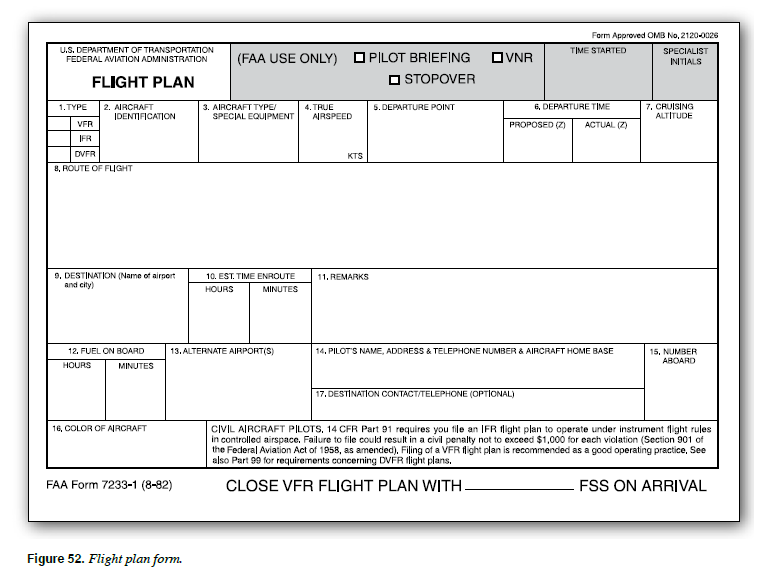 Form Approved OMB No. 2120-0026
U.S. DEPARTMENT OF TRANSPORTATION
FEDERAL AVIATION ADMINISTRATION
FLIGHT PLAN
(FAA USE ONLY) PILOT BRIEFING VNR
STOPOVER
TIME STARTED
SPECIALIST
INITIALS
1. TYPE
VFR
IFR
DVFR
2. AIRCRAFT
IDENTIFICATION
3. AIRCRAFT TYPE/
SPECIAL EQUIPMENT
4. TRUE
AIRSPEED
KTS
5. DEPARTURE POINT
6. DEPARTURE TIME
PROPOSED (Z) ACTUAL (Z)
7. CRUISING
ALTITUDE
8. ROUTE OF FLIGHT
9. DESTINATION (Name of airport
and city)
10. EST. TIME ENROUTE
HOURS MINUTES
11. REMARKS
12. FUEL ON BOARD
HOURS MINUTES
13. ALTERNATE AIRPORT(S)
14. PILOT'S NAME, ADDRESS & TELEPHONE NUMBER & AIRCRAFT HOME BASE
17. DESTINATION CONTACT/TELEPHONE (OPTIONAL)
15. NUMBER
ABOARD
16. COLOR OF AIRCRAFT
CIVIL AIRCRAFT PILOTS, 14 CFR Part 91 requires you file an IFR flight plan to operate under instrument flight rules
in controlled airspace. Failure to file could result in a civil penalty not to exceed $1,000 for each violation (Section 901 of
the Federal Aviation Act of 1958, as amended). Filing of a VFR flight plan is recommended as a good operating practice. See
also Part 99 for requirements concerning DVFR flight plans.
FAA Form 7233-1 (8-82) CLOSE VFR FLIGHT PLAN WITH ____________ FSS ON ARRIVAL
Figure 52. Flight plan form.